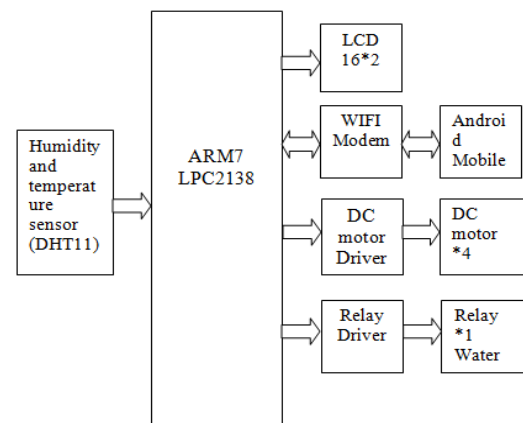 Humidity
and
temperat
ure
sensor
(DHT11)
ARM7
LPC2138
LCD
16*2
WIFI
Modem
Androi
d
Mobile
DC
motor
Driver
DC
motor
*4
Relay
Driver
Relay
*1
Water